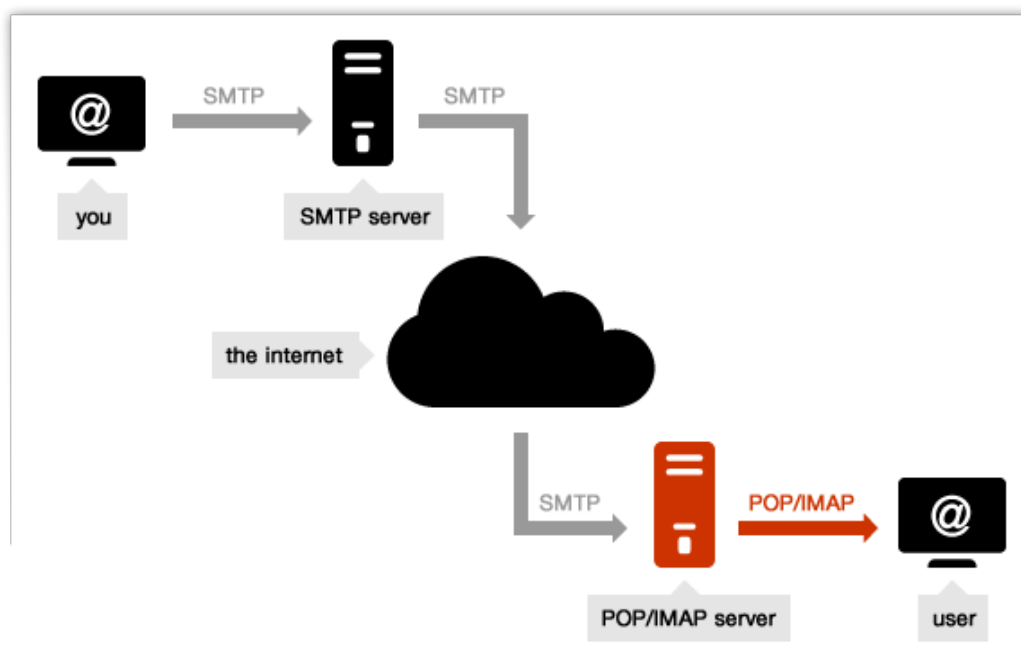 @
SMTP
SMTP
you
SMTP server
the internet
SMTP
POP/IMAP
@
POP/IMAP server
user